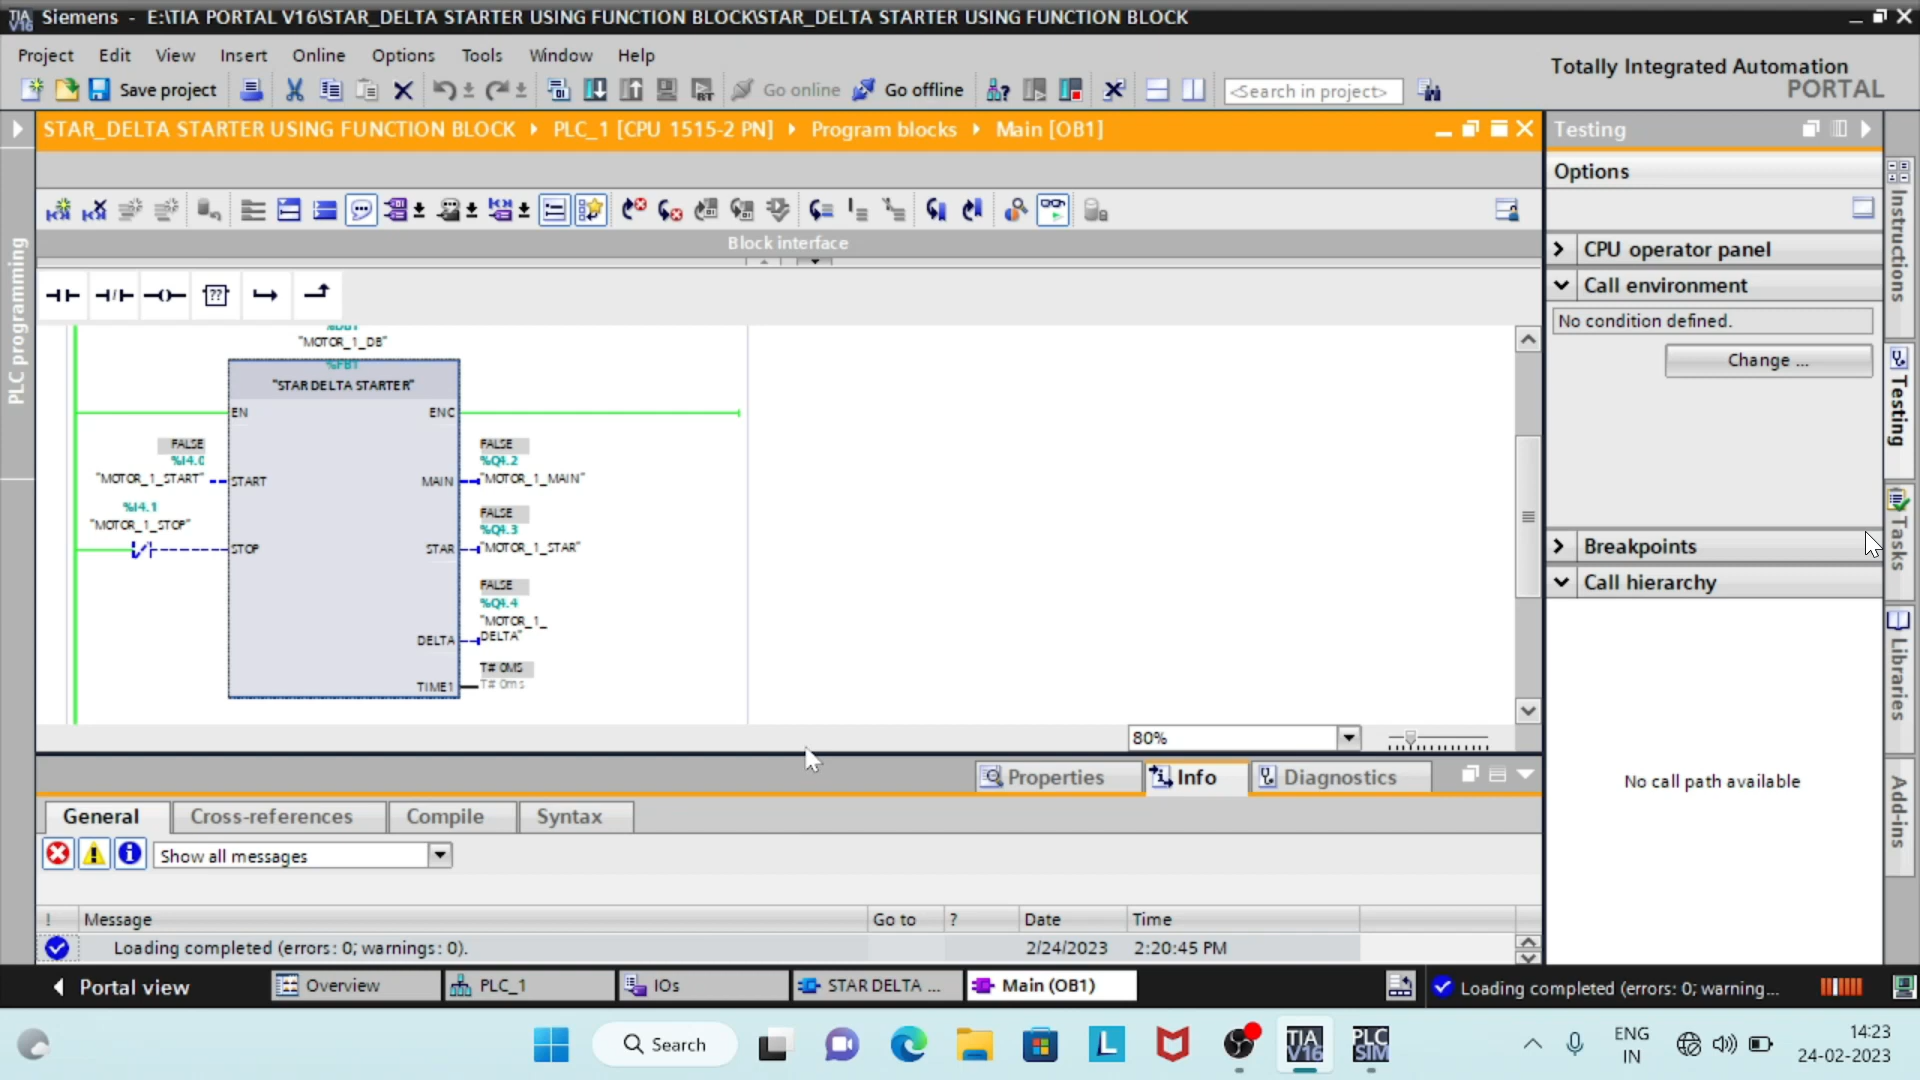 Siemens - E:\TIA PORTAL V16\STAR_DELTA STARTER USING FUNCTION BLOCK\STAR_DELTA STARTER USING FUNCTION BLOCK
Project Edit View Insert Online Options Tools Window Help
Totally Integrated Automation
PORTAL
Save project
Go online
Go offline
<Search in project>
STAR_DELTA STARTER USING FUNCTION BLOCK
PLC_1 [CPU 1515-2 PN]
Program blocks
Main [OB1]
Testing
Options
Block interface
CPU operator panel
Call environment
No condition defined.
Change ...
Breakpoints
Call hierarchy
No call path available
PLC programming
Instructions
Testing
Tasks
Libraries
Add-ins
%DB1
"MOTOR_1_DB"
%FB1
"STAR DELTA STARTER"
EN
ENO
FALSE
%I4.0
"MOTOR_1_START"
START
FALSE
%Q4.2
MAIN
"MOTOR_1_MAIN"
%I4.1
"MOTOR_1_STOP"
STOP
FALSE
%Q4.3
STAR
"MOTOR_1_STAR"
FALSE
%Q4.4
"MOTOR_1_
DELTA"
DELTA
T# 0MS
TIME1
T# 0ms
80%
Properties
Info
Diagnostics
General
Cross-references
Compile
Syntax
Show all messages
! Message Go to ? Date Time
Loading completed (errors: 0; warnings: 0). 2/24/2023 2:20:45 PM
Portal view
Overview
PLC_1
IOs
STAR DELTA ...
Main (OB1)
Loading completed (errors: 0; warning...
Search
L
TIA
V16
PLC
SIM
ENG
IN
14:23
24-02-2023